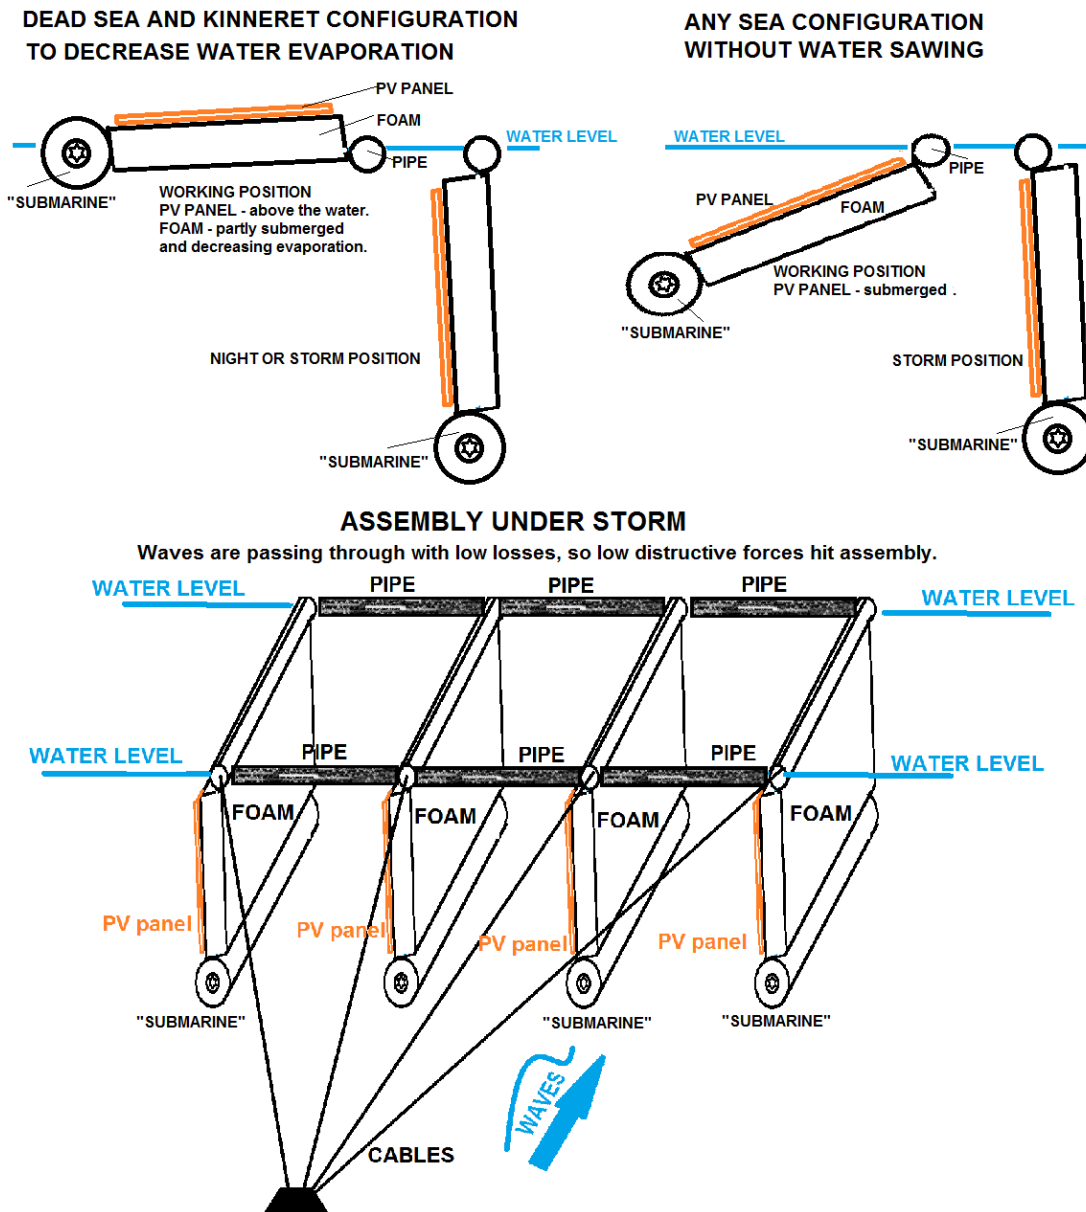 DEAD SEA AND KINNERET CONFIGURATION
TO DECREASE WATER EVAPORATION
PV PANEL
FOAM
WATER LEVEL
PIPE
"SUBMARINE"
WORKING POSITION
PV PANEL - above the water.
FOAM - partly submerged
and decreasing evaporation.
NIGHT OR STORM POSITION
"SUBMARINE"
ANY SEA CONFIGURATION
WITHOUT WATER SAWING
WATER LEVEL
PIPE
PV PANEL
FOAM
WORKING POSITION
PV PANEL - submerged .
"SUBMARINE"
STORM POSITION
"SUBMARINE"
ASSEMBLY UNDER STORM
Waves are passing through with low losses, so low distructive forces hit assembly.
WATER LEVEL
PIPE
PIPE
PIPE
WATER LEVEL
WATER LEVEL
PIPE
PIPE
PIPE
WATER LEVEL
FOAM
FOAM
FOAM
FOAM
PV panel
PV panel
PV panel
PV panel
"SUBMARINE"
"SUBMARINE"
"SUBMARINE"
WAVES
CABLES